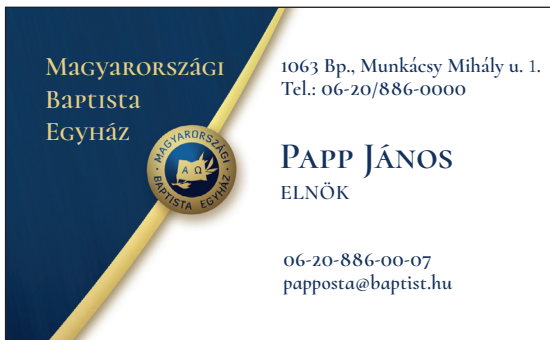 Magyarországi
Baptista
Egyház
MAGYARORSZÁGI
A Ω
BAPTISTA EGYHÁZ
1063 Bp., Munkácsy Mihály u. 1.
Tel.: 06-20/886-0000
Papp János
ELNÖK
06-20-886-00-07
papposta@baptist.hu